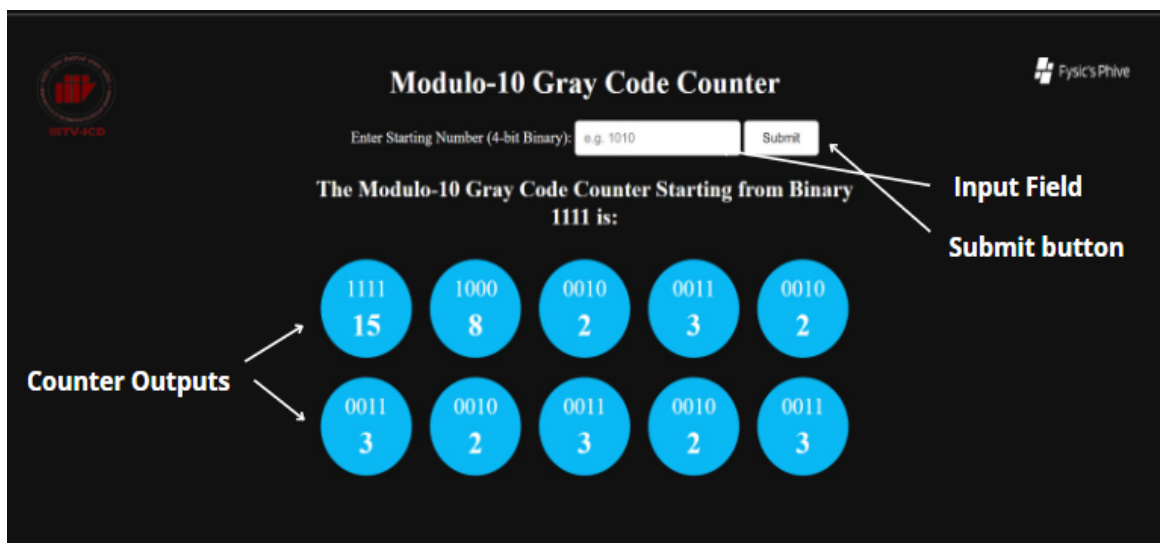 Modulo-10 Gray Code Counter
Fysic's Phive
IIITV-ICD
Enter Starting Number (4-bit Binary): e.g. 1010 Submit
The Modulo-10 Gray Code Counter Starting from Binary
1111 is:
Input Field
Submit button
1111 1000 0010 0011 0010
15 8 2 3 2
Counter Outputs
0011 0010 0011 0010 0011
3 2 3 2 3